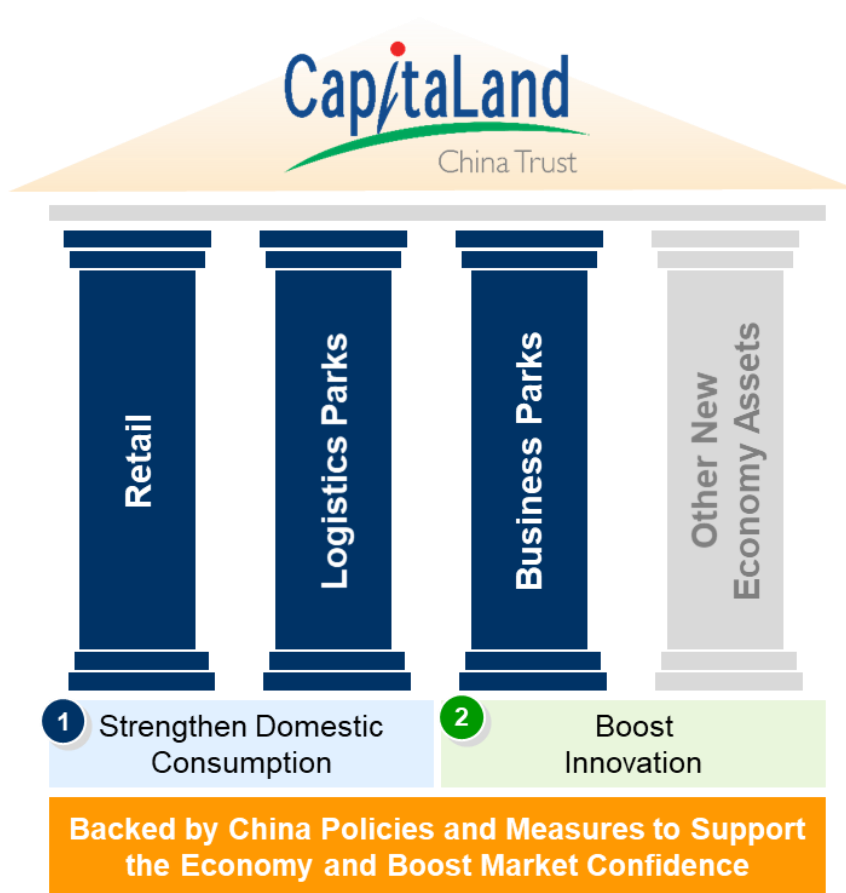 CapitaLand
China Trust
Retail
Logistics Parks
Business Parks
Other New
Economy Assets
1
Strengthen Domestic
Consumption
2
Boost
Innovation
Backed by China Policies and Measures to Support
the Economy and Boost Market Confidence